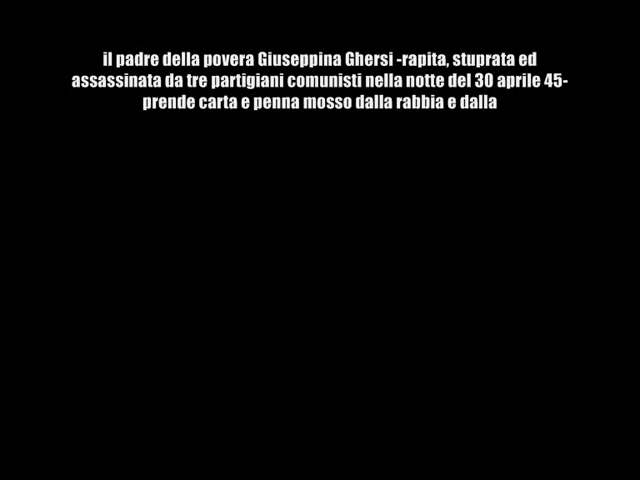 il padre della povera Giuseppina Ghersi -rapita, stuprata ed
assassinata da tre partigiani comunisti nella notte del 30 aprile 45-
prende carta e penna mosso dalla rabbia e dalla